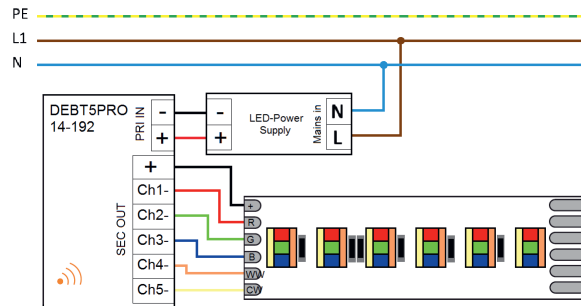 PE
L1
N
DEBT5PRO
14-192
PRI IN
-
+
-
+
LED-Power
Supply
Mains in
N
L
SEC OUT
+
Ch1-
Ch2-
Ch3-
Ch4-
Ch5-
+
R
G
B
WW
CW